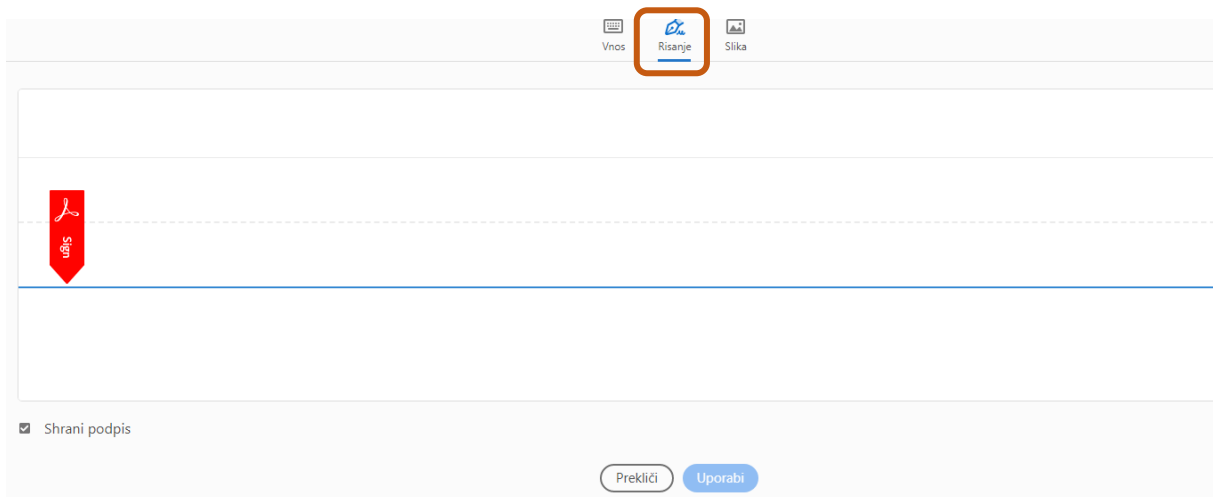 Vnos Risanje Slika
Sign
Shrani podpis
Prekliči Uporabi